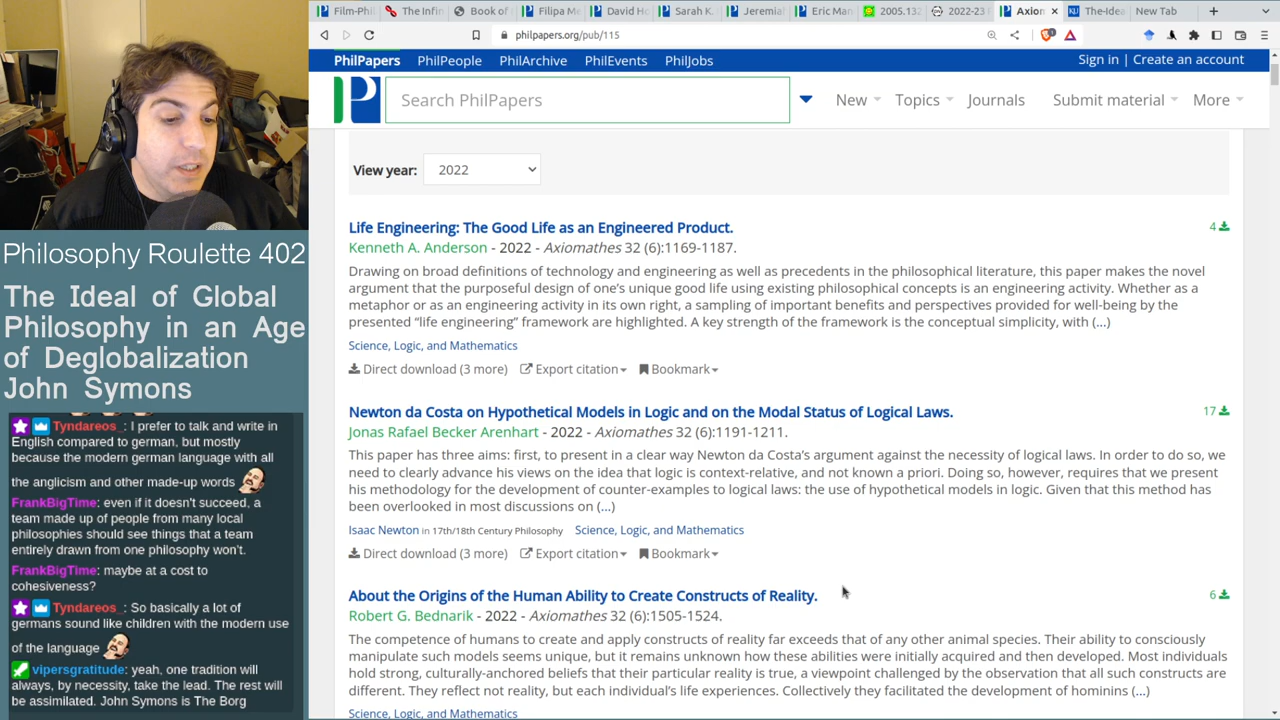 Film-Phil
The Infin
Book of
Filipa M
David H
Sarah K.
Jeremia
Eric Man
2005.132
2022-23
Axion
The-Idea
New Tab
philpapers.org/pub/115
PhilPapers PhilPeople PhilArchive PhilEvents PhilJobs
Sign in | Create an account
Search PhilPapers
New Topics Journals Submit material More
View year: 2022
Life Engineering: The Good Life as an Engineered Product. 4
Kenneth A. Anderson - 2022 - Axiomathes 32 (6):1169-1187.
Drawing on broad definitions of technology and engineering as well as precedents in the philosophical literature, this paper makes the novel
argument that the purposeful design of one's unique good life using existing philosophical concepts is an engineering activity. Whether as a
metaphor or as an engineering activity in its own right, a sampling of important benefits and perspectives provided for well-being by the
presented “life engineering” framework are highlighted. A key strength of the framework is the conceptual simplicity, with (...)
Science, Logic, and Mathematics
Direct download (3 more) Export citation Bookmark
Newton da Costa on Hypothetical Models in Logic and on the Modal Status of Logical Laws. 17
Jonas Rafael Becker Arenhart - 2022 - Axiomathes 32 (6):1191-1211.
This paper has three aims: first, to present in a clear way Newton da Costa's argument against the necessity of logical laws. In order to do so, we
need to clearly advance his views on the idea that logic is context-relative, and not known a priori. Doing so, however, requires that we present
his methodology for the development of counter-examples to logical laws: the use of hypothetical models in logic. Given that this method has
been overlooked in most discussions on (...)
Isaac Newton in 17th/18th Century Philosophy Science, Logic, and Mathematics
Direct download (3 more) Export citation Bookmark
About the Origins of the Human Ability to Create Constructs of Reality. 6
Robert G. Bednarik - 2022 - Axiomathes 32 (6):1505-1524.
The competence of humans to create and apply constructs of reality far exceeds that of any other animal species. Their ability to consciously
manipulate such models seems unique, but it remains unknown how these abilities were initially acquired and then developed. Most individuals
hold strong, culturally-anchored beliefs that their particular reality is true, a viewpoint challenged by the observation that all such constructs are
different. They reflect not reality, but each individual's life experiences. Collectively they facilitated the development of hominins (...)
Science, Logic, and Mathematics
Philosophy Roulette 402
The Ideal of Global
Philosophy in an Age
of Deglobalization
John Symons
Tyndareos_: I prefer to talk and write in
English compared to german, but mostly
because the modern german language with all
the anglicism and other made-up words
FrankBigTime: even if it doesn't succeed, a
team made up of people from many local
philosophies should see things that a team
entirely drawn from one philosophy won't.
FrankBigTime: maybe at a cost to
cohesiveness?
Tyndareos_: So basically a lot of
germans sound like children with the modern use
of the language
vipersgratitude: yeah, one tradition will
always, by necessity, take the lead. The rest will
be assimilated. John Symons is The Borg